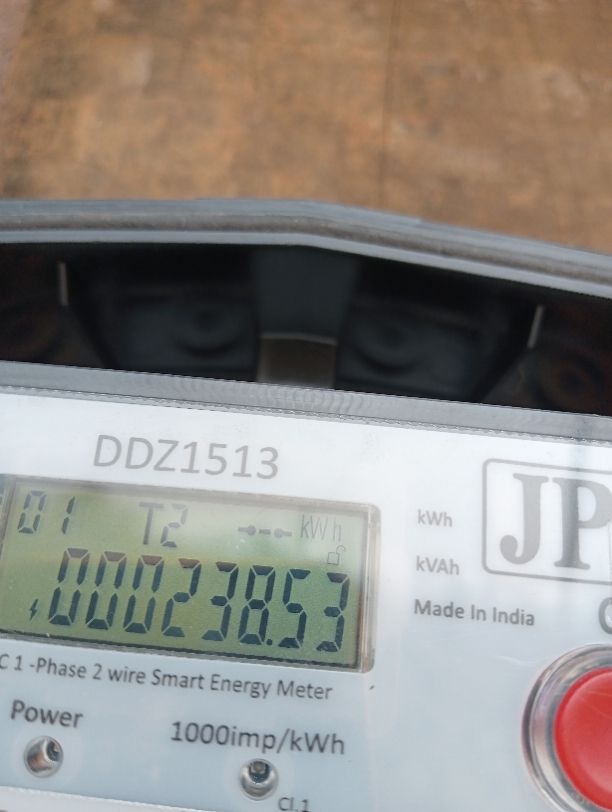 DDZ1513
01 T2 kWh
000238.53
kWh
kVAh
JP
Made In India
C 1 -Phase 2 wire Smart Energy Meter
Power
1000imp/kWh
Cl.1